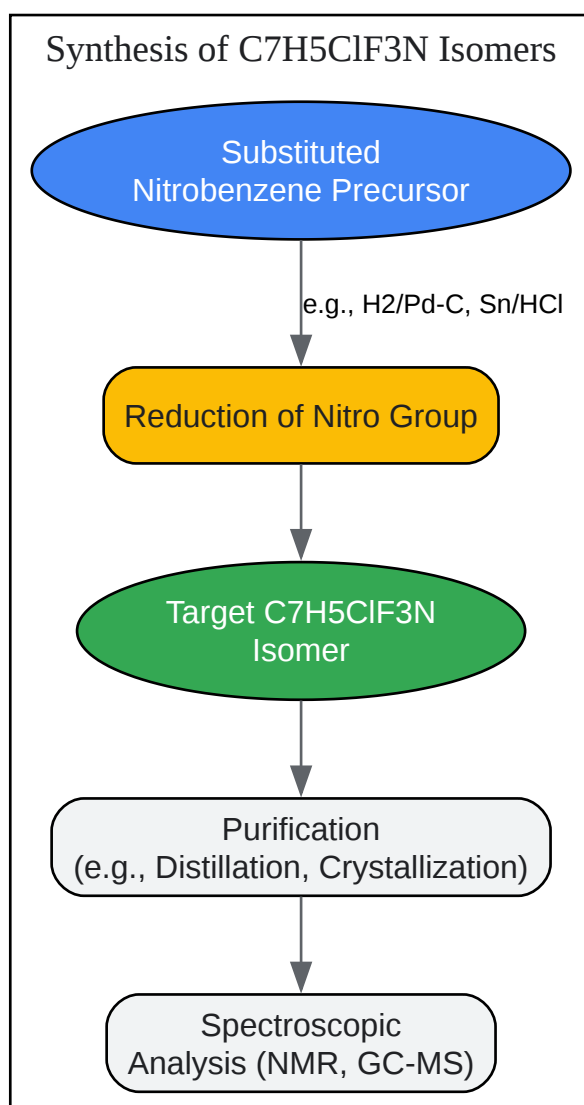 Synthesis of C7H5ClF3N Isomers
Substituted
Nitrobenzene Precursor
e.g., H2/Pd-C, Sn/HCl
Reduction of Nitro Group
Target C7H5ClF3N
Isomer
Purification
(e.g., Distillation, Crystallization)
Spectroscopic
Analysis (NMR, GC-MS)